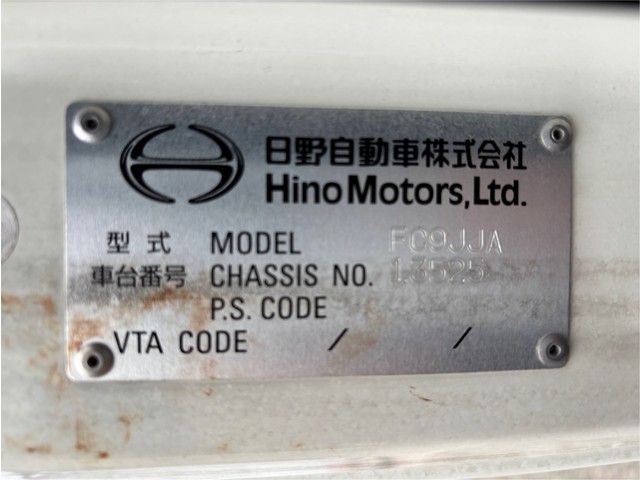 日野自動車株式会社
Hino Motors, Ltd.
型式 MODEL FC9JJA
車台番号 CHASSIS NO. 13525
P.S. CODE
VTA CODE / /